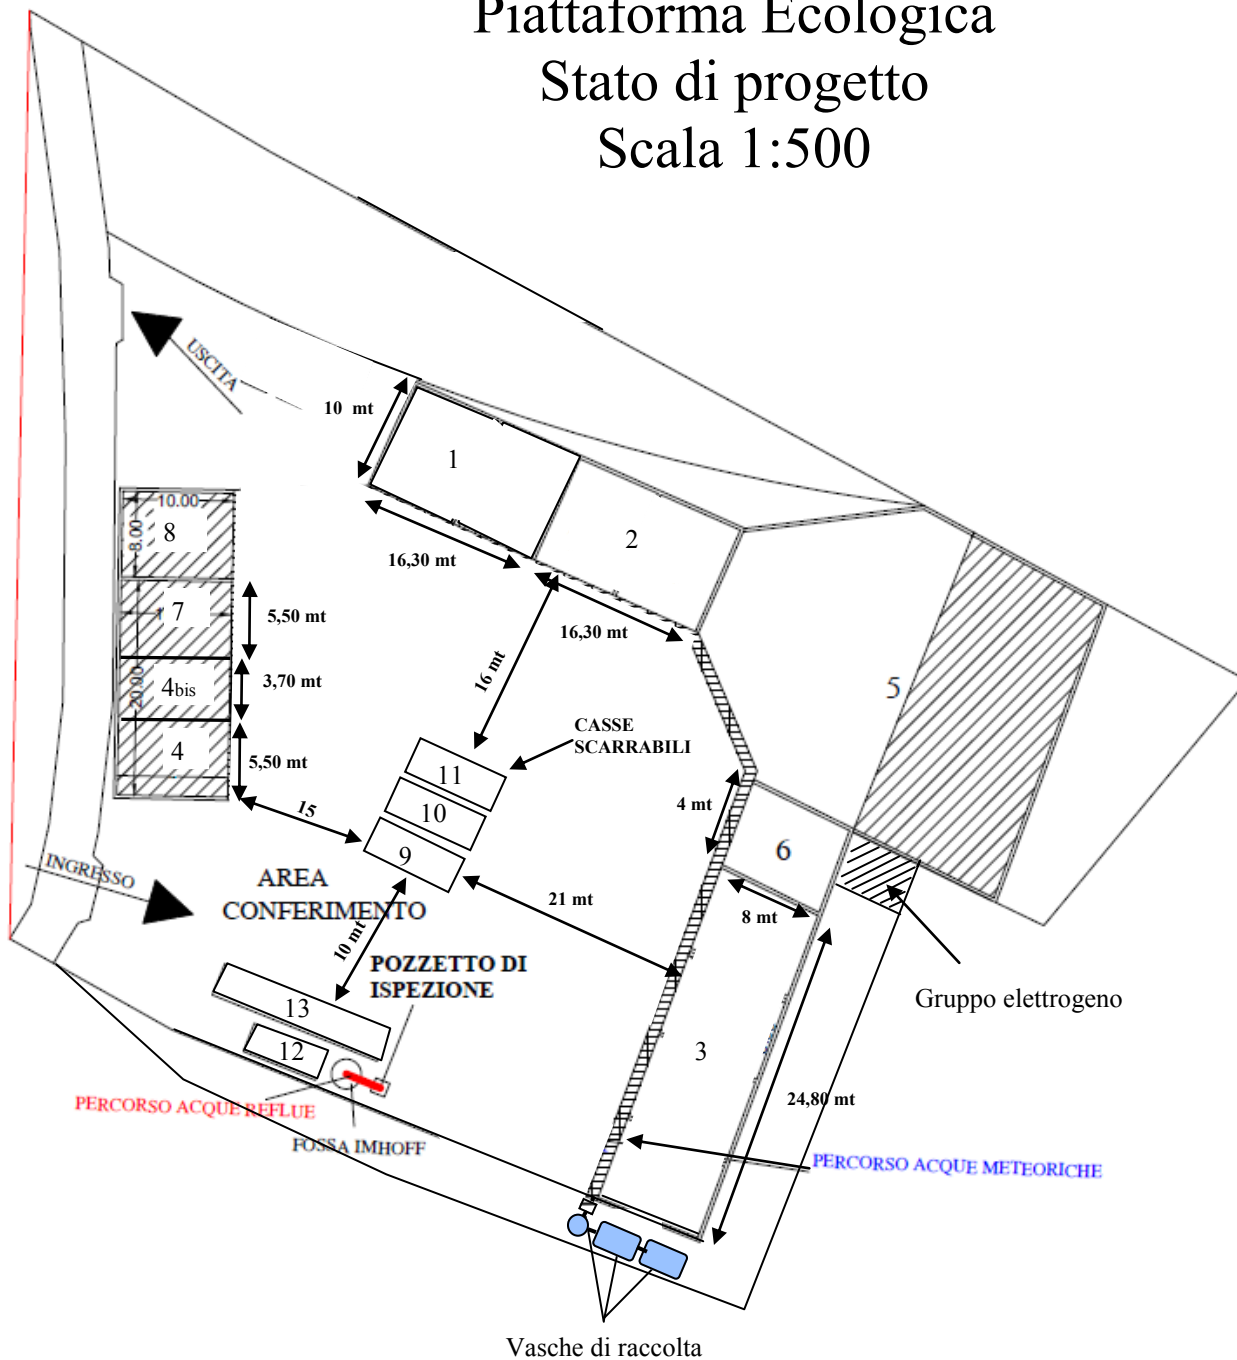 Piattaforma Ecologica
Stato di progetto
Scala 1:500
USCITA
10 mt
1
2
16,30 mt
16,30 mt
10.00
8
8.00
7
5,50 mt
4bis
3,70 mt
20.00
4
5,50 mt
16 mt
5
CASSE
SCARRABILI
11
10
9
15
4 mt
6
8 mt
21 mt
INGRESSO
AREA
CONFERIMENTO
10 mt
POZZETTO DI
ISPEZIONE
13
12
3
Gruppo elettrogeno
24,80 mt
PERCORSO ACQUE REFLUE
FOSSA IMHOFF
PERCORSO ACQUE METEORICHE
Vasche di raccolta